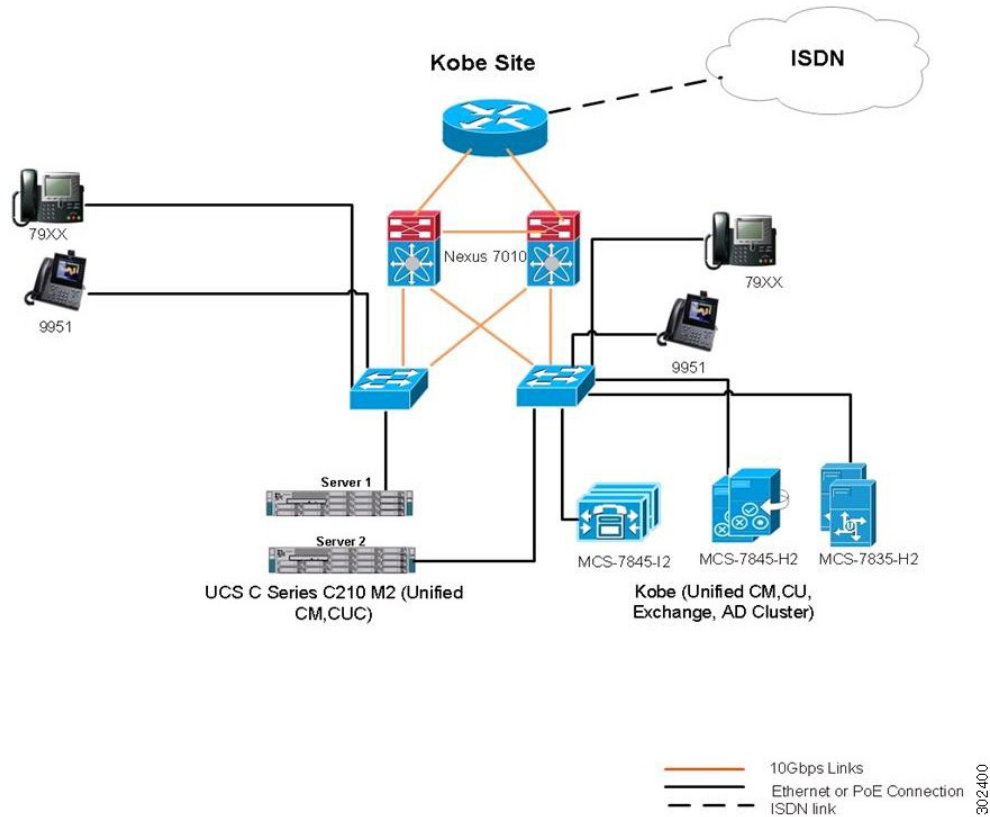 Kobe Site
ISDN
79XX
Nexus 7010
79XX
9951
9951
Server 1
Server 2
UCS C Series C210 M2 (Unified
CM,CUC)
MCS-7845-I2
MCS-7845-H2
MCS-7835-H2
Kobe (Unified CM,CU,
Exchange, AD Cluster)
10Gbps Links
Ethernet or PoE Connection
ISDN link
302400